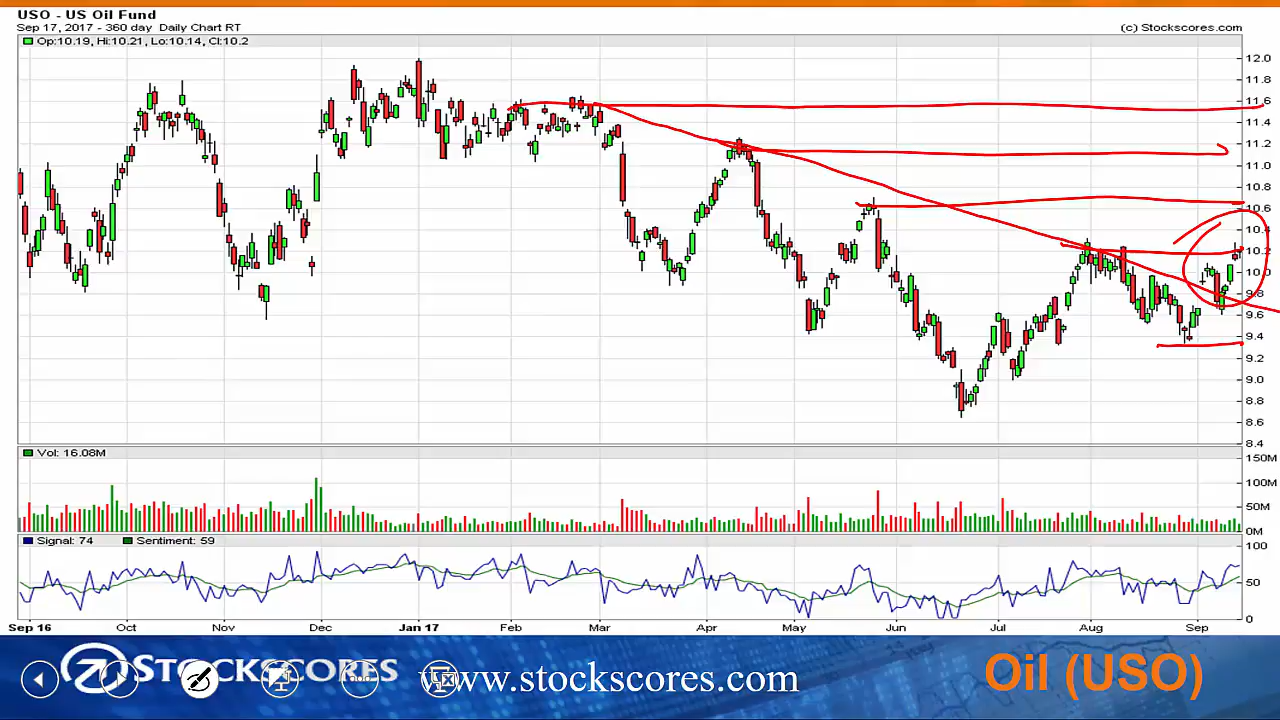 USO - US Oil Fund
Sep 17, 2017 - 360 day Daily Chart RT
(c) Stockscores.com
Op:10.19, Hi:10.21, Lo:10.14, Cl:10.2
12.0
11.8
11.6
11.4
11.2
11.0
10.8
10.6
10.4
10.2
10.0
9.8
9.6
9.4
9.2
9.0
8.8
8.6
8.4
Vol: 16.08M
150M
100M
50M
0M
Signal: 74 Sentiment: 59
100
50
0
Sep 16 Oct Nov Dec Jan 17 Feb Mar Apr May Jun Jul Aug Sep
STOCKSCORES
www.stockscores.com
Oil (USO)